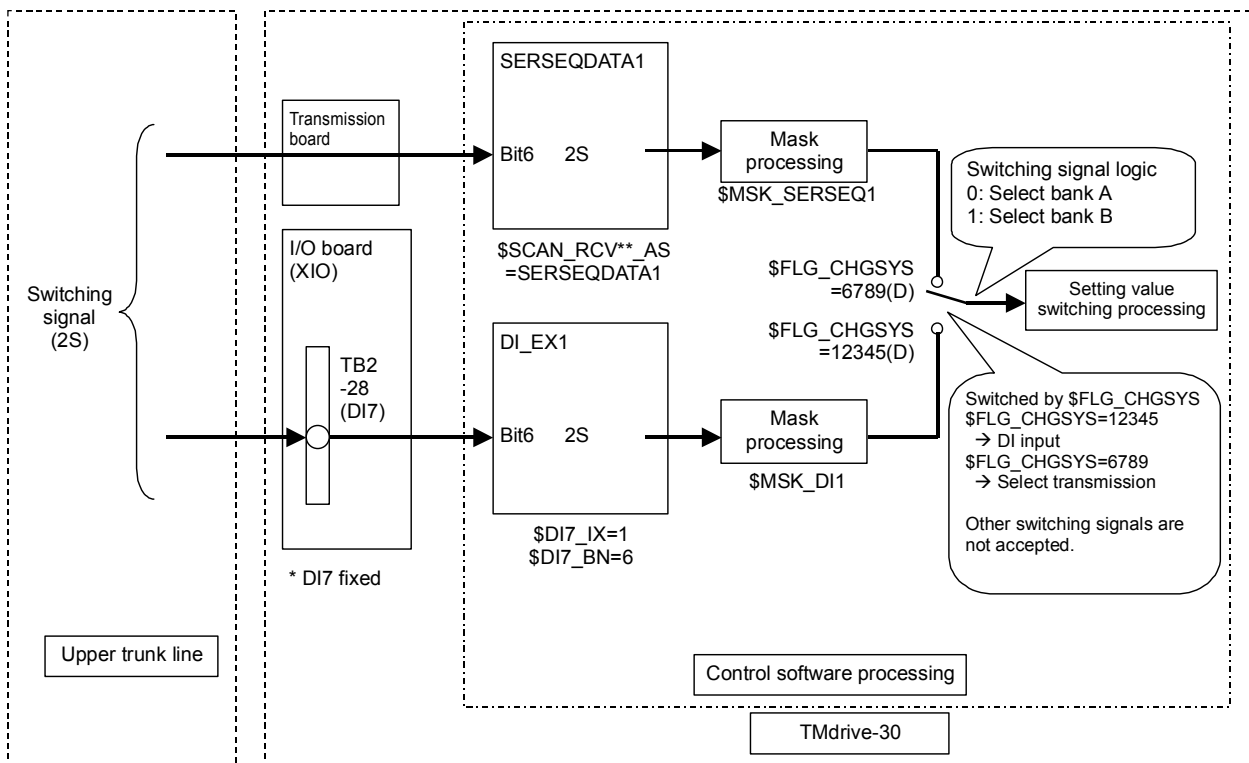 Switching
signal
(2S)
Upper trunk line
Transmission
board
I/O board
(XIO)
TB2
-28
(DI7)
* DI7 fixed
SERSEQDATA1
Bit6 2S
$SCAN_RCV**_AS
=SERSEQDATA1
Mask
processing
$MSK_SERSEQ1
DI_EX1
Bit6 2S
$DI7_IX=1
$DI7_BN=6
Mask
processing
$MSK_DI1
$FLG_CHGSYS
=6789(D)
$FLG_CHGSYS
=12345(D)
Switching signal logic
0: Select bank A
1: Select bank B
Setting value
switching processing
Switched by $FLG_CHGSYS
$FLG_CHGSYS=12345
→ DI input
$FLG_CHGSYS=6789
→ Select transmission
Other switching signals are
not accepted.
Control software processing
TMdrive-30